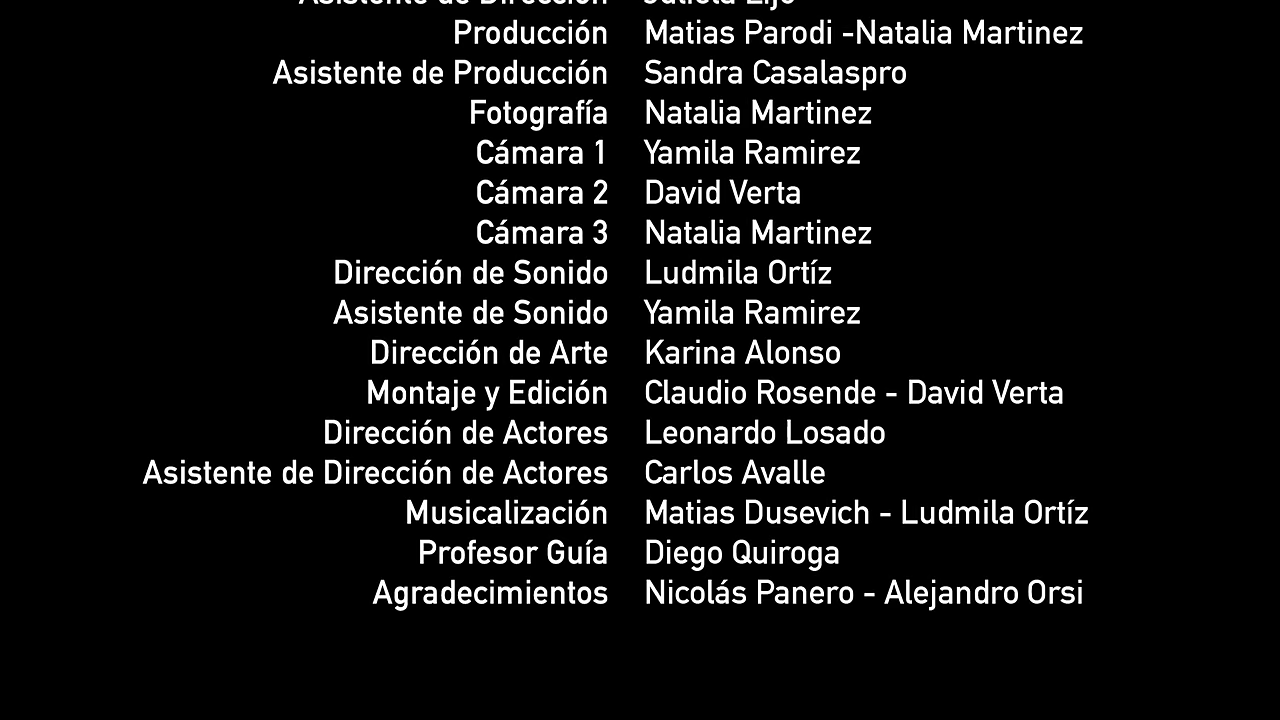 Asistente de Dirección
Producción Matias Parodi -Natalia Martinez
Asistente de Producción Sandra Casalaspro
Fotografía Natalia Martinez
Cámara 1 Yamila Ramirez
Cámara 2 David Verta
Cámara 3 Natalia Martinez
Dirección de Sonido Ludmila Ortíz
Asistente de Sonido Yamila Ramirez
Dirección de Arte Karina Alonso
Montaje y Edición Claudio Rosende - David Verta
Dirección de Actores Leonardo Losado
Asistente de Dirección de Actores Carlos Avalle
Musicalización Matias Dusevich - Ludmila Ortíz
Profesor Guía Diego Quiroga
Agradecimientos Nicolás Panero - Alejandro Orsi